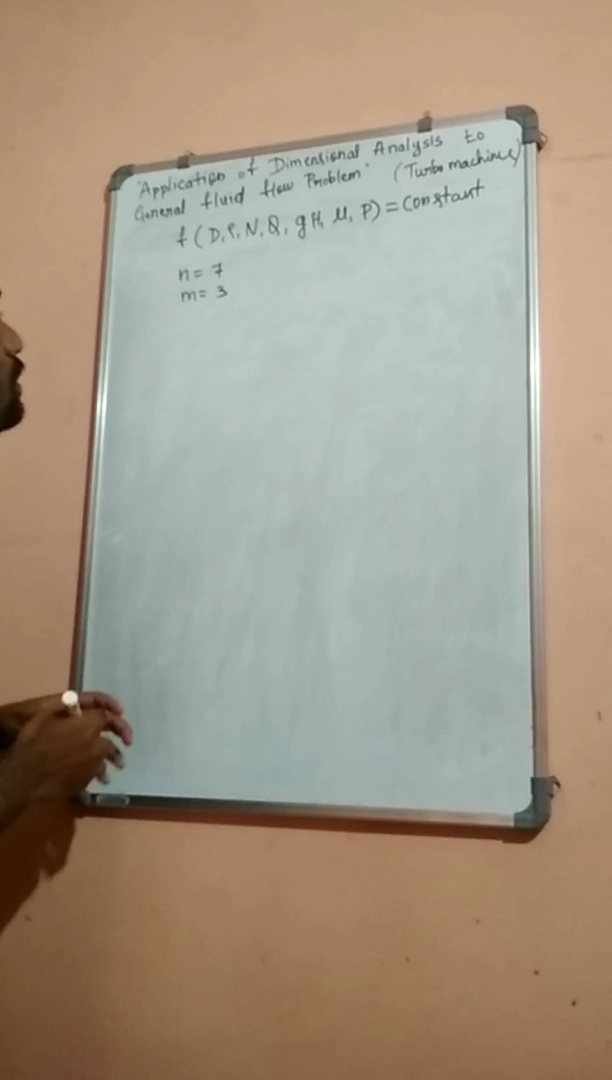 "Application of Dimensional Analysis to
General fluid flow Problem" (Turbo machines)
f (D, ρ, N, Q, gH, μ, P) = constant
n = 7
m = 3